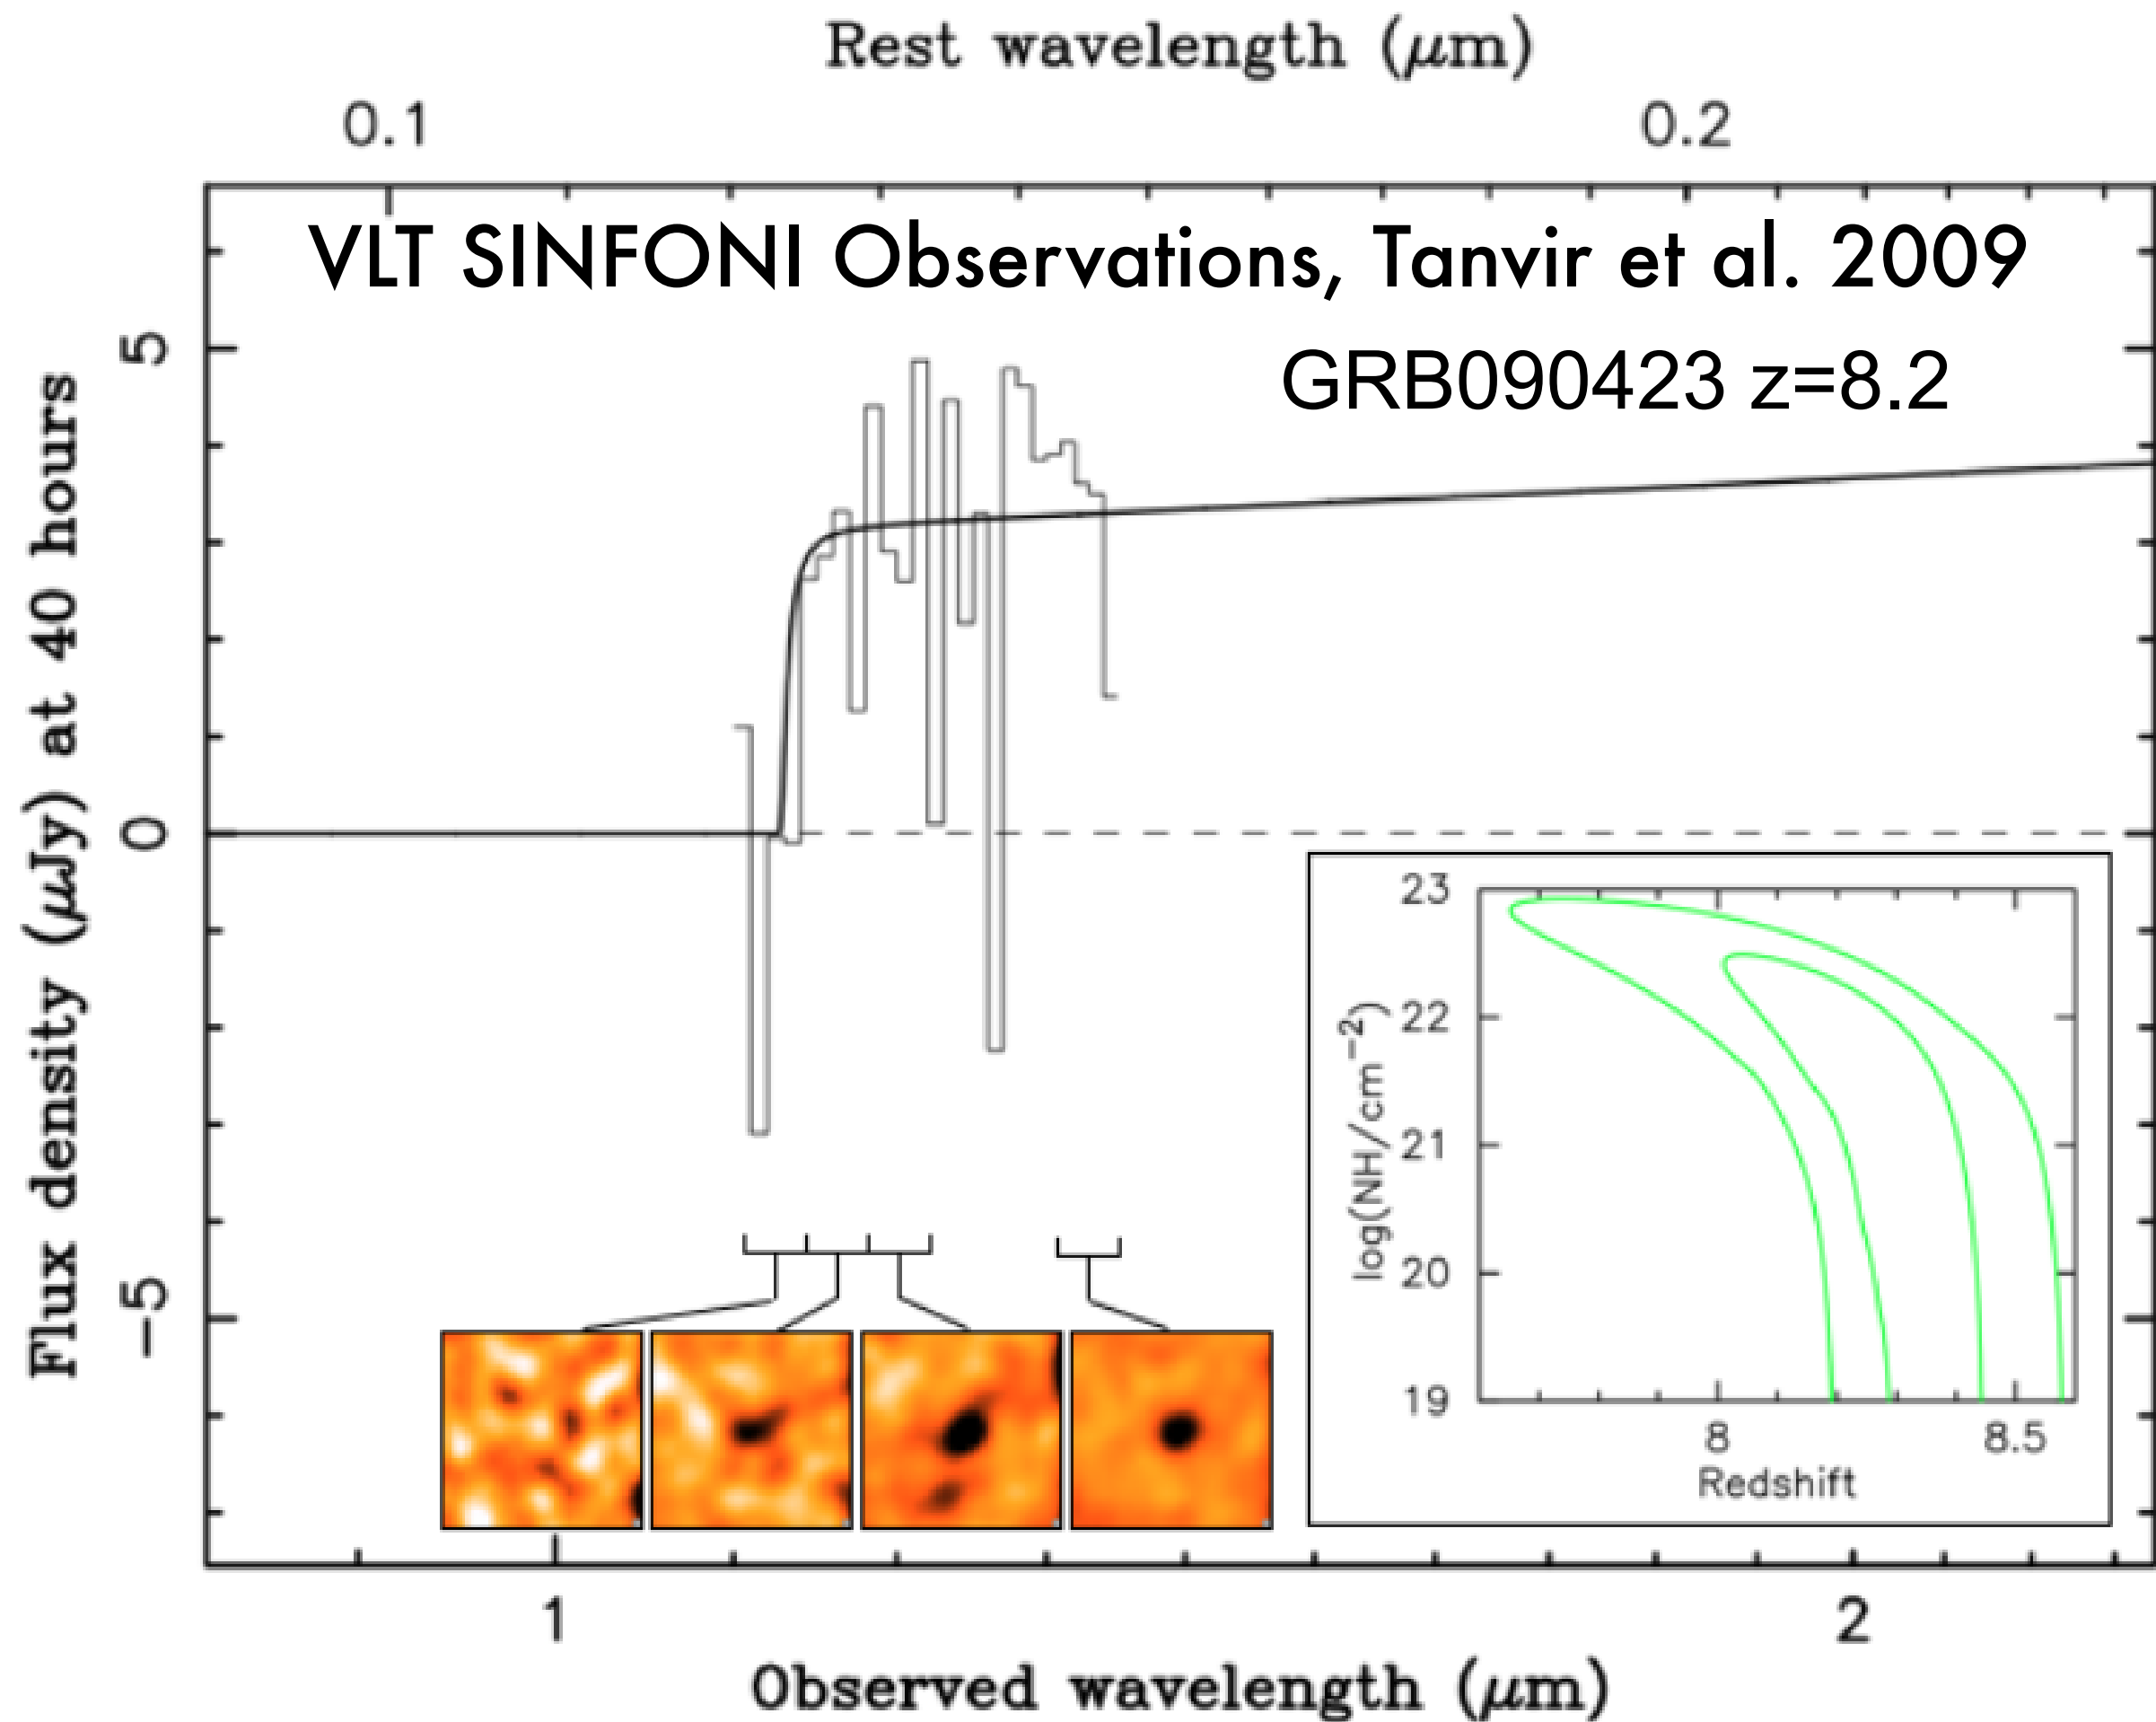 Rest wavelength (μm)
0.1 0.2
VLT SINFONI Observations, Tanvir et al. 2009
GRB090423 z=8.2
Flux density (μJy) at 40 hours
5
0
−5
log(NH/cm⁻²)
23
22
21
20
19
8 8.5
Redshift
1 2
Observed wavelength (μm)